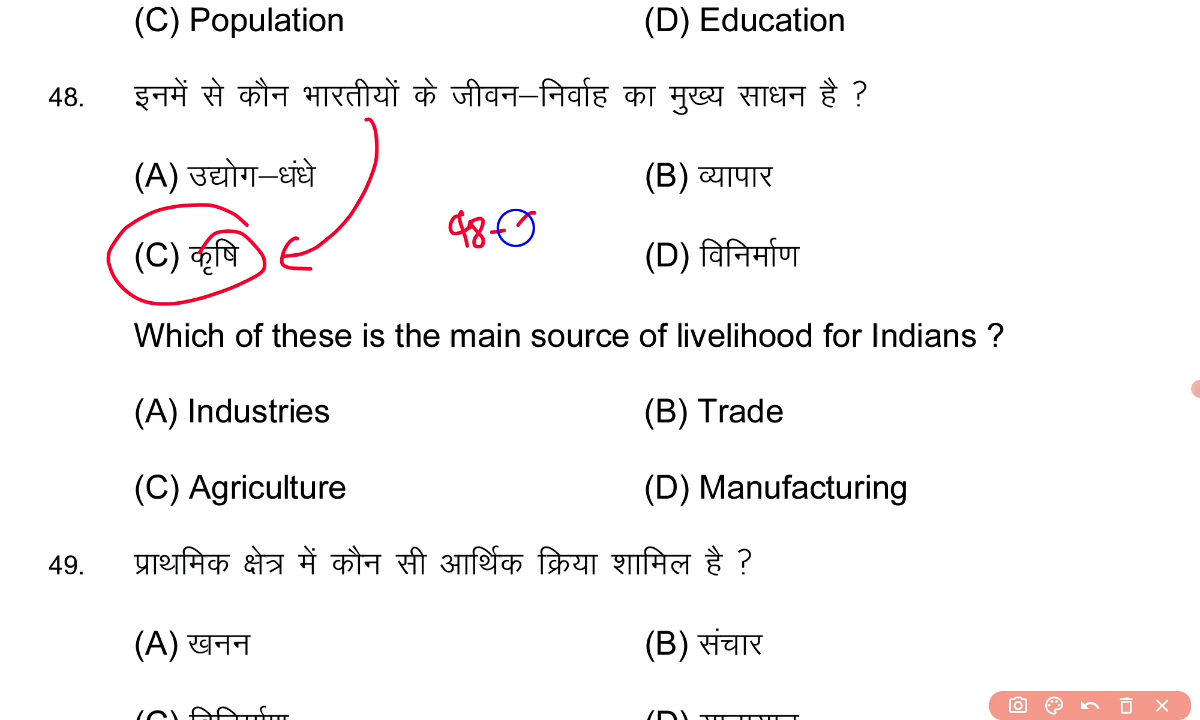 (C) Population (D) Education
48. इनमें से कौन भारतीयों के जीवन–निर्वाह का मुख्य साधन है ?
(A) उद्योग–धंधे (B) व्यापार
48-
(C) कृषि (D) विनिर्माण
Which of these is the main source of livelihood for Indians ?
(A) Industries (B) Trade
(C) Agriculture (D) Manufacturing
49. प्राथमिक क्षेत्र में कौन सी आर्थिक क्रिया शामिल है ?
(A) खनन (B) संचार
(C) विनिर्माण (D)